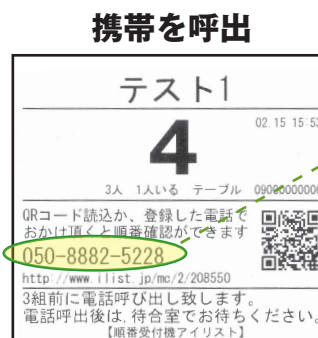 携帯を呼出
テスト1
4
02.15 15:53
3人 1人いる テーブル 09000000000
QRコード読込か、登録した電話で
おかけ頂くと順番確認ができます
050-8882-5228
http://www.ilist.jp/mc/2/208550
3組前に電話呼び出し致します。
電話呼出後は、待合室でお待ちください。
【順番受付機アイリスト】